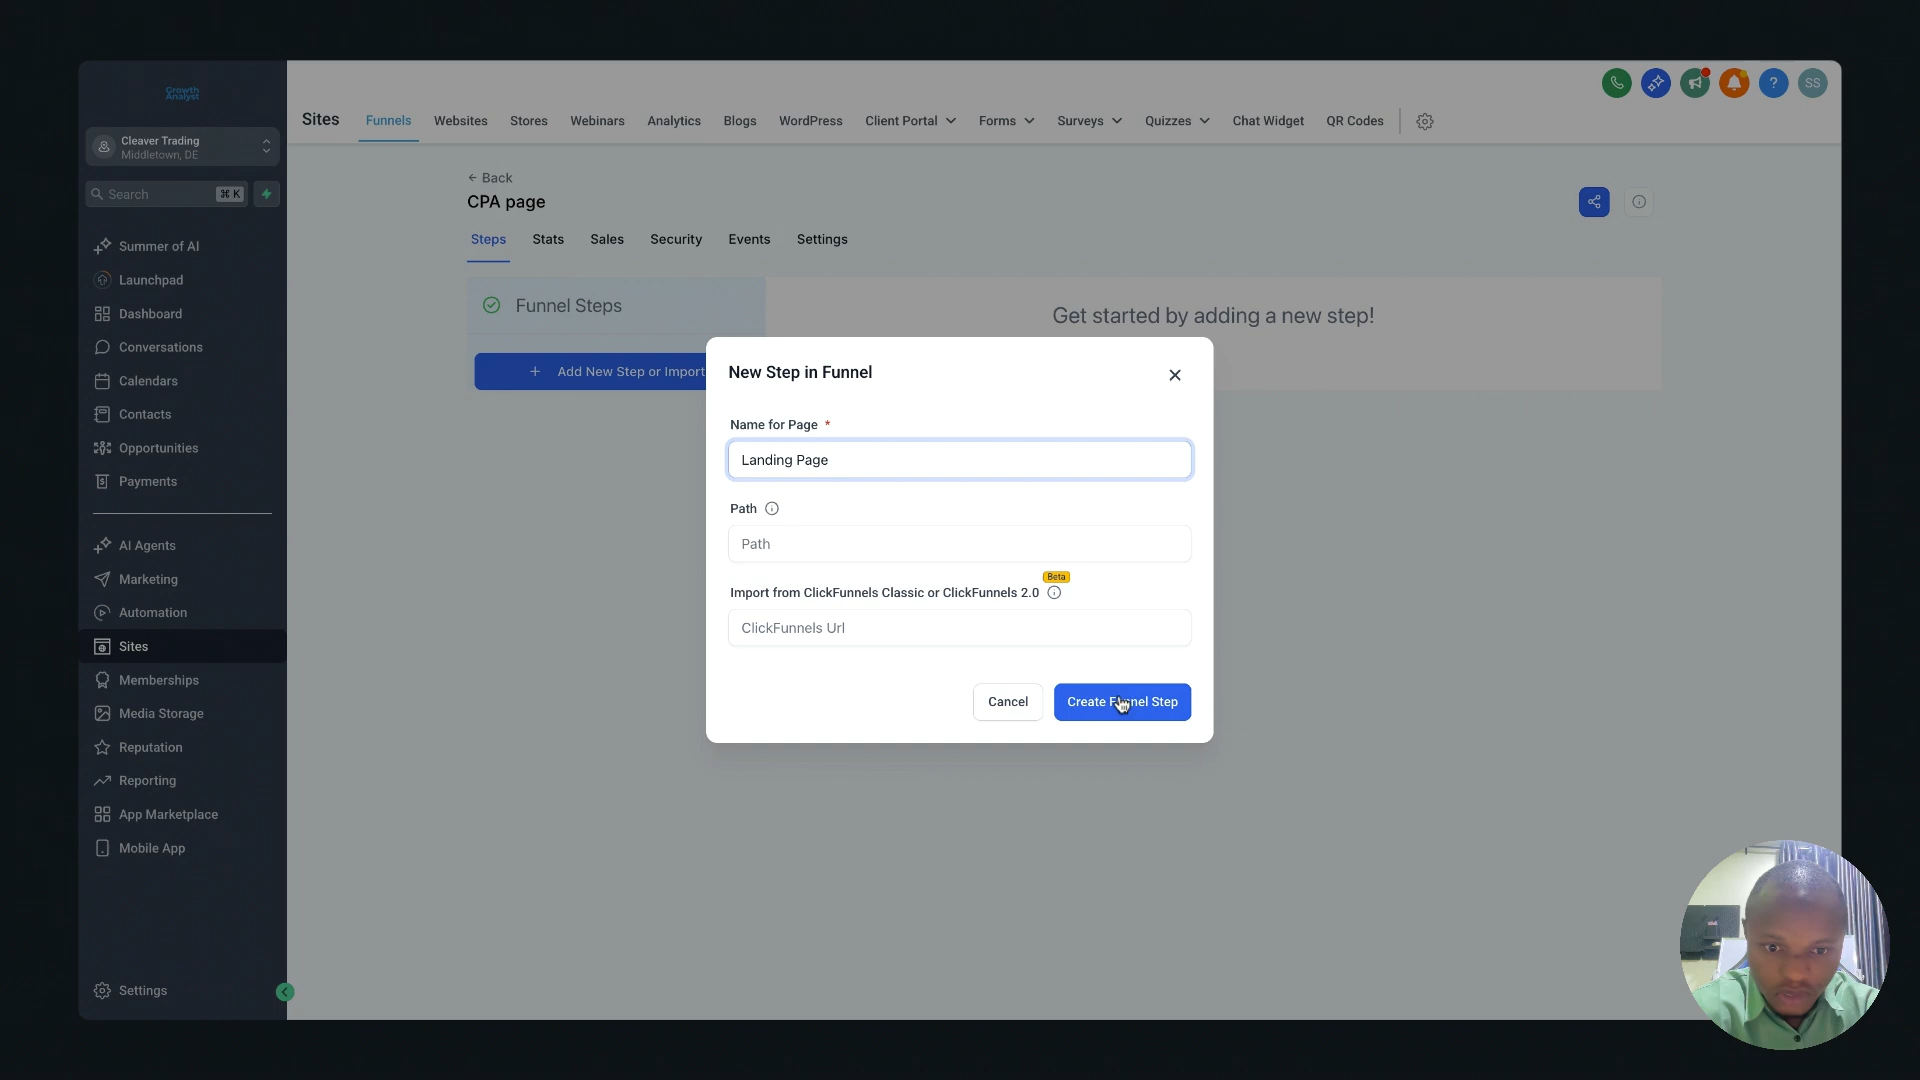 Growth
Analyst
Cleaver Trading
Middletown, DE
Search
⌘ K
Summer of AI
Launchpad
Dashboard
Conversations
Calendars
Contacts
Opportunities
Payments
AI Agents
Marketing
Automation
Sites
Memberships
Media Storage
Reputation
Reporting
App Marketplace
Mobile App
Settings
SS
Sites Funnels Websites Stores Webinars Analytics Blogs WordPress Client Portal Forms Surveys Quizzes Chat Widget QR Codes
← Back
CPA page
Steps Stats Sales Security Events Settings
Funnel Steps
+ Add New Step or Import
Get started by adding a new step!
New Step in Funnel
Name for Page *
Landing Page
Path
Path
Beta
Import from ClickFunnels Classic or ClickFunnels 2.0
ClickFunnels Url
Cancel
Create Funnel Step